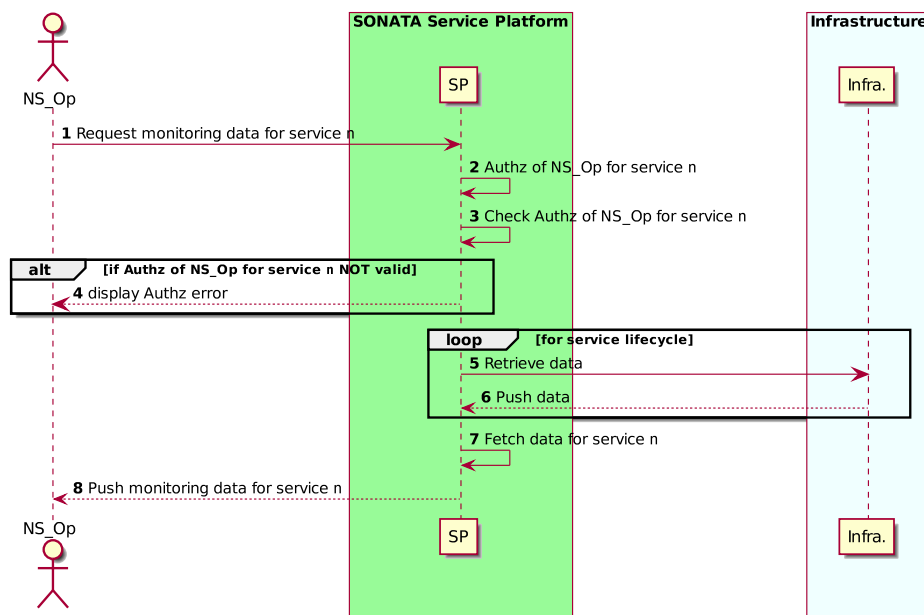 SONATA Service Platform
Infrastructure
NS_Op
SP
Infra.
1 Request monitoring data for service n
2 Authz of NS_Op for service n
3 Check Authz of NS_Op for service n
alt [if Authz of NS_Op for service n NOT valid]
4 display Authz error
loop [for service lifecycle]
5 Retrieve data
6 Push data
7 Fetch data for service n
8 Push monitoring data for service n
NS_Op
SP
Infra.